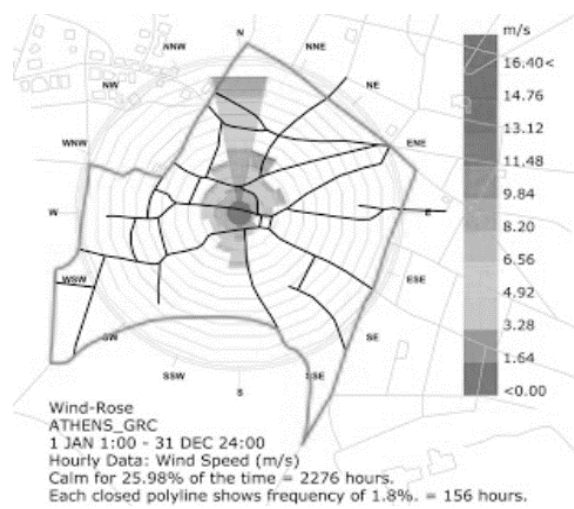 m/s
N
NNW
NNE
16.40<
NW
NE
14.76
13.12
WNW
ENE
11.48
9.84
W
E
8.20
6.56
WSW
ESE
4.92
3.28
SW
SE
1.64
SSW
SSE
<0.00
S
Wind-Rose
ATHENS_GRC
1 JAN 1:00 - 31 DEC 24:00
Hourly Data: Wind Speed (m/s)
Calm for 25.98% of the time = 2276 hours.
Each closed polyline shows frequency of 1.8%. = 156 hours.